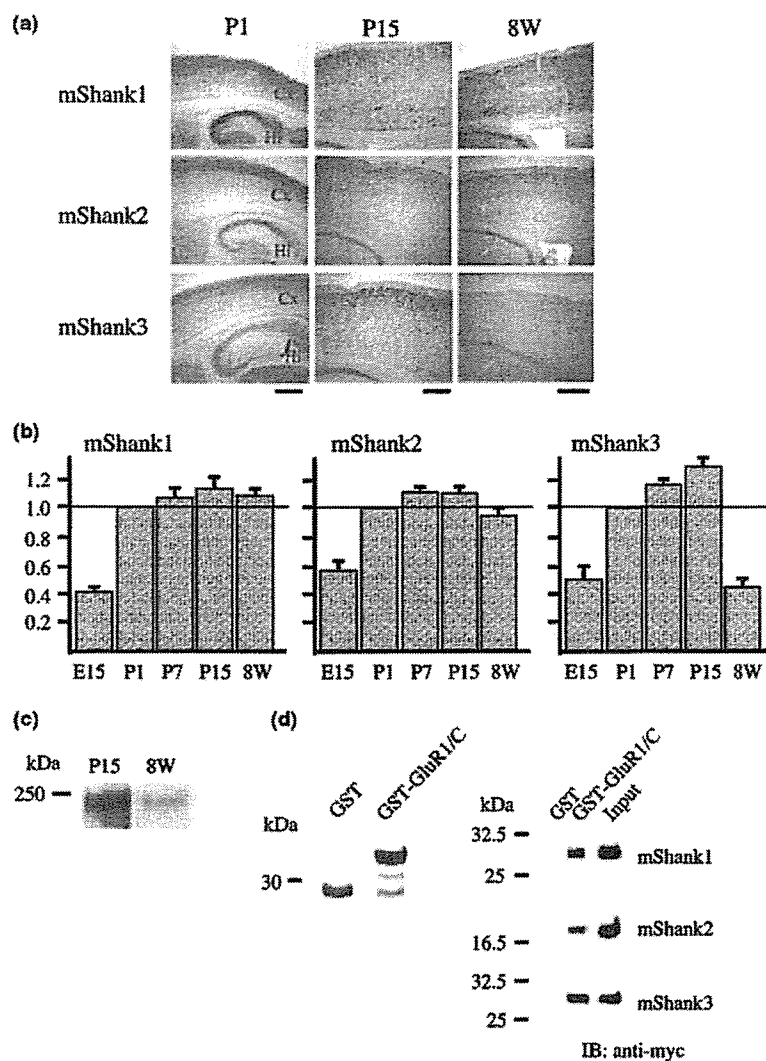 (a)
P1 P15 8W
mShank1
Cx
Hi
mShank2
Cx
Hi
mShank3
Cx
Hi
(b)
mShank1 mShank2 mShank3
1.2
1.0
0.8
0.6
0.4
0.2
E15 P1 P7 P15 8W E15 P1 P7 P15 8W E15 P1 P7 P15 8W
(c)
kDa P15 8W
250
(d)
GST GST-GluR1/C
kDa
30
GST GST-GluR1/C Input
kDa
32.5
mShank1
25
mShank2
16.5
32.5
mShank3
25
IB: anti-myc